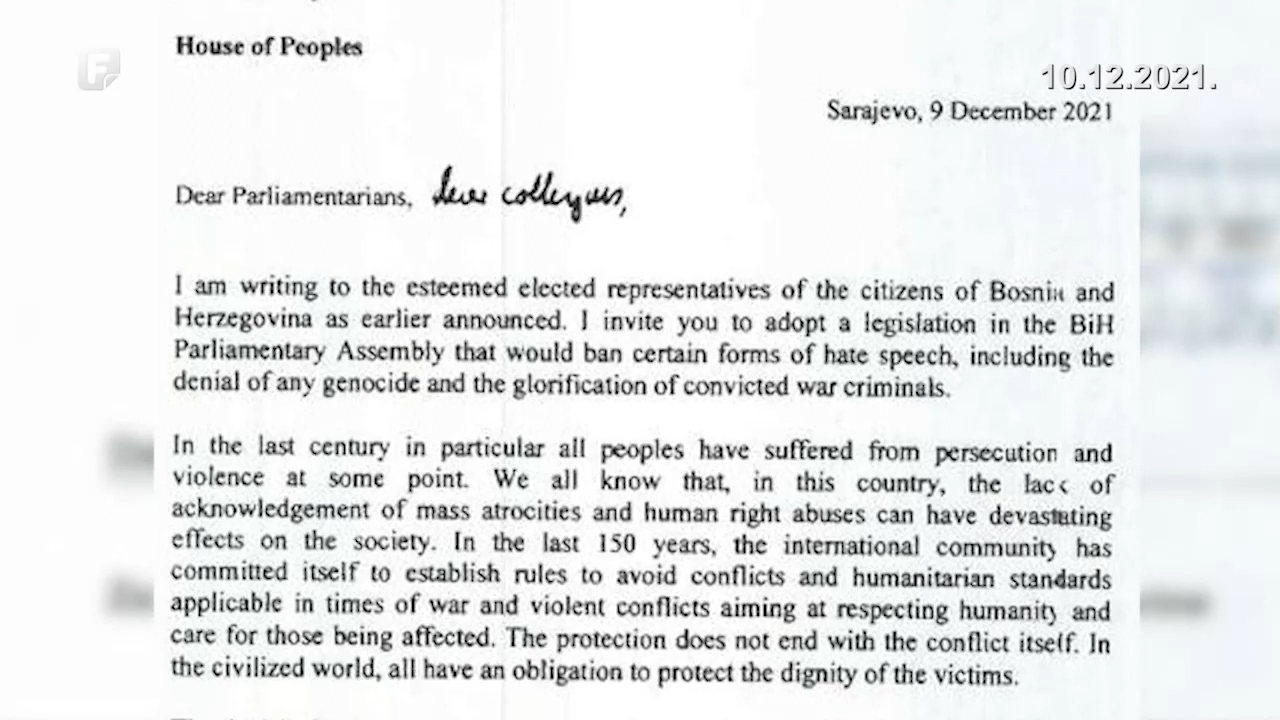 House of Peoples
10.12.2021.
Sarajevo, 9 December 2021
Dear Parliamentarians, dear colleagues,
I am writing to the esteemed elected representatives of the citizens of Bosnia and
Herzegovina as earlier announced. I invite you to adopt a legislation in the BiH
Parliamentary Assembly that would ban certain forms of hate speech, including the
denial of any genocide and the glorification of convicted war criminals.
In the last century in particular all peoples have suffered from persecution and
violence at some point. We all know that, in this country, the lack of
acknowledgement of mass atrocities and human right abuses can have devastating
effects on the society. In the last 150 years, the international community has
committed itself to establish rules to avoid conflicts and humanitarian standards
applicable in times of war and violent conflicts aiming at respecting humanity and
care for those being affected. The protection does not end with the conflict itself. In
the civilized world, all have an obligation to protect the dignity of the victims.